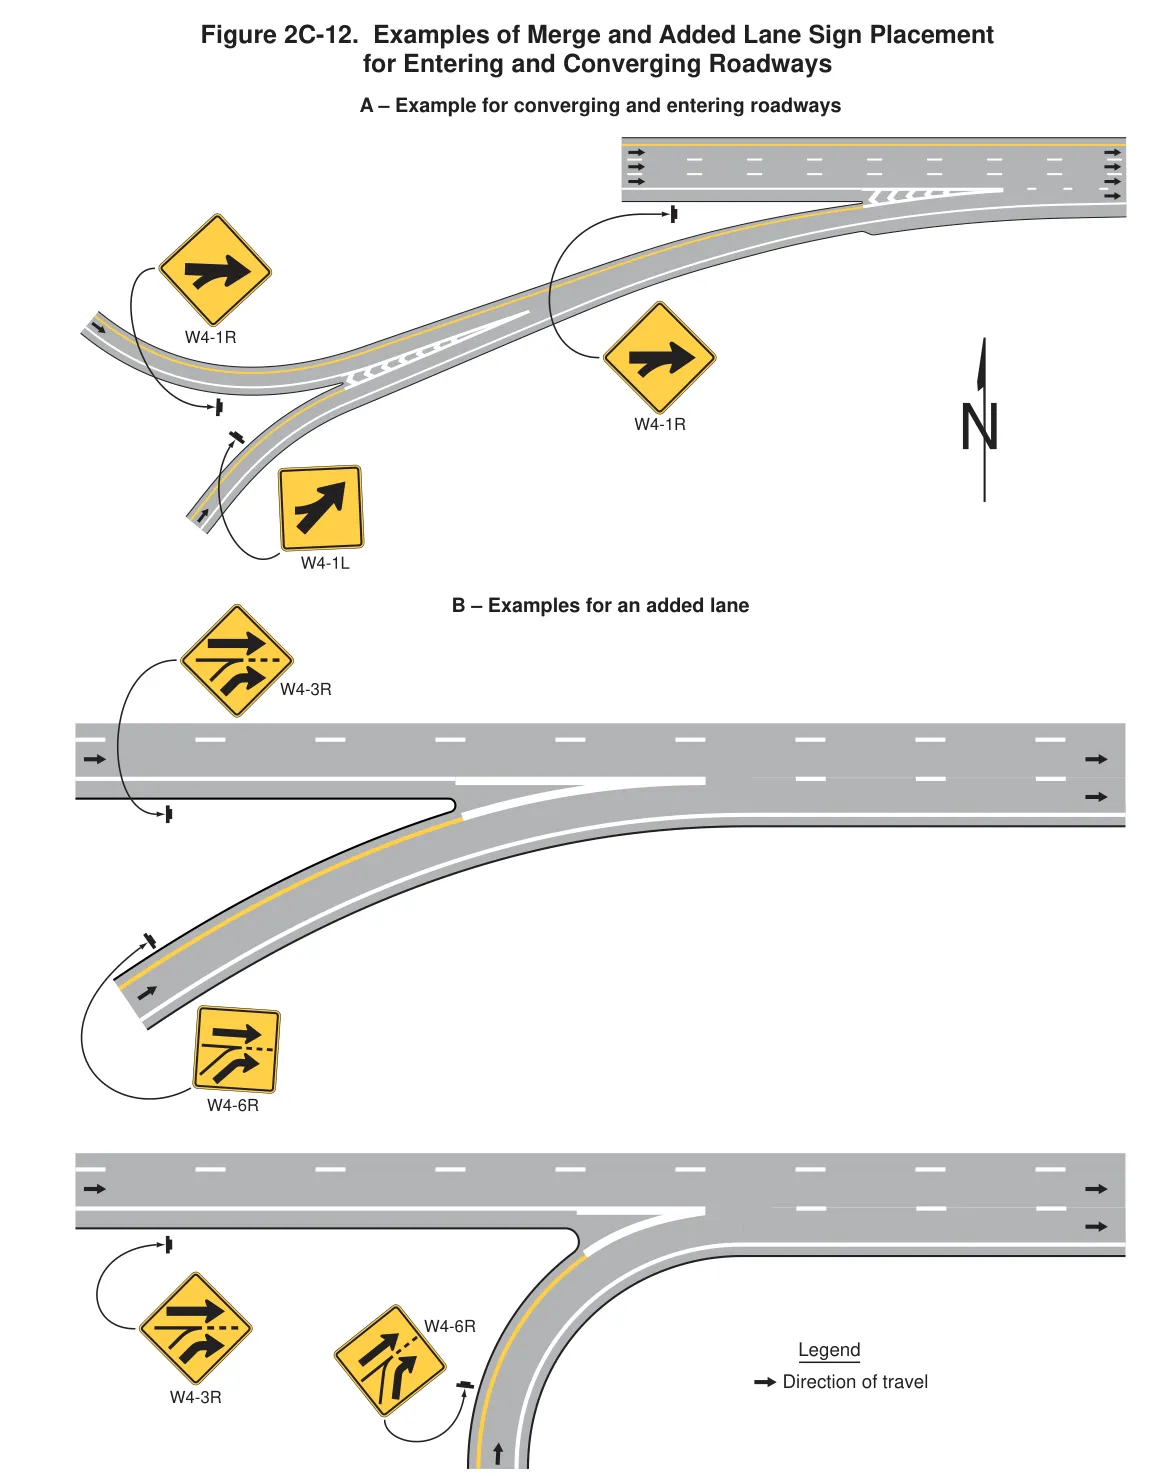 Figure 2C-12.  Examples of Merge and Added Lane Sign Placement
for Entering and Converging Roadways
A – Example for converging and entering roadways
W4-1R
W4-1R
N
W4-1L
B – Examples for an added lane
W4-3R
W4-6R
W4-6R
W4-3R
Legend
Direction of travel